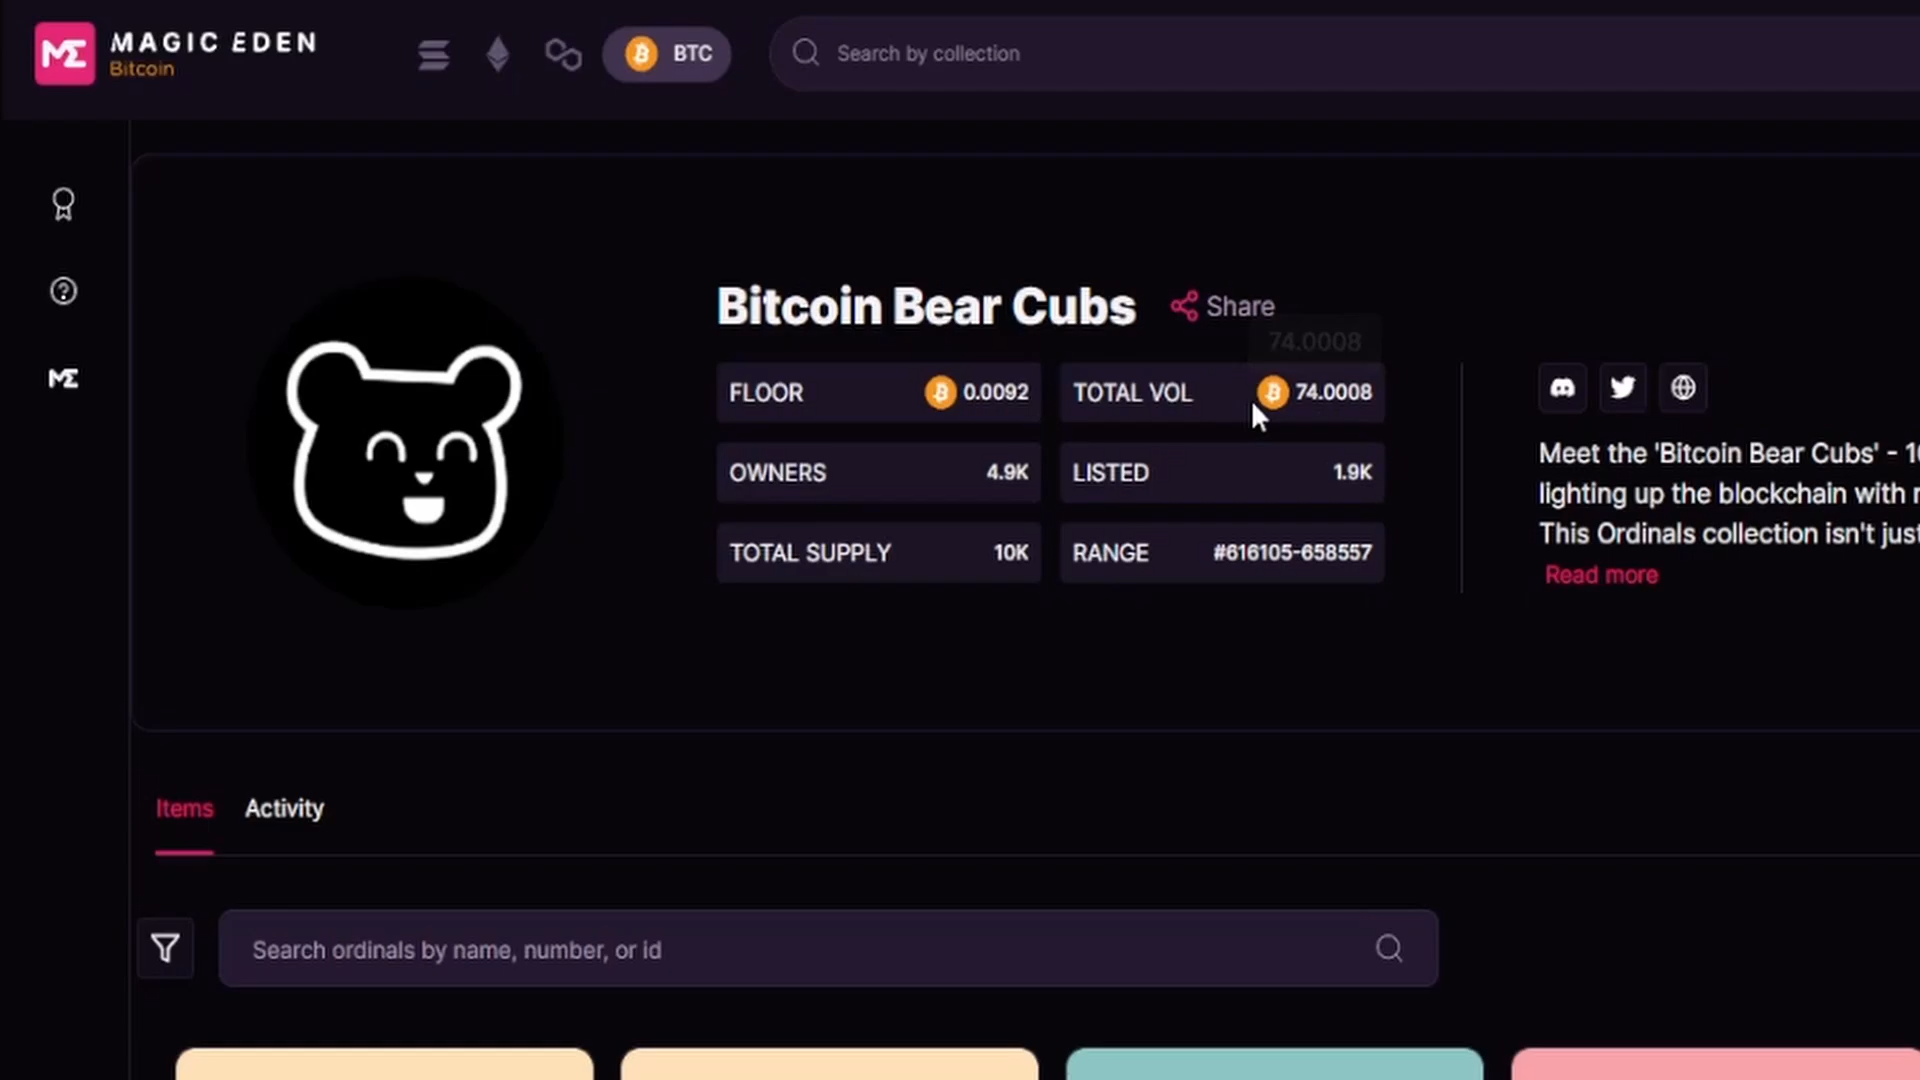 MAGIC EDEN
Bitcoin
BTC
Search by collection
Bitcoin Bear Cubs
Share
74.0008
FLOOR 0.0092
TOTAL VOL 74.0008
OWNERS 4.9K
LISTED 1.9K
TOTAL SUPPLY 10K
RANGE #616105-658557
Meet the 'Bitcoin Bear Cubs' -
lighting up the blockchain with
This Ordinals collection isn't just
Read more
Items
Activity
Search ordinals by name, number, or id